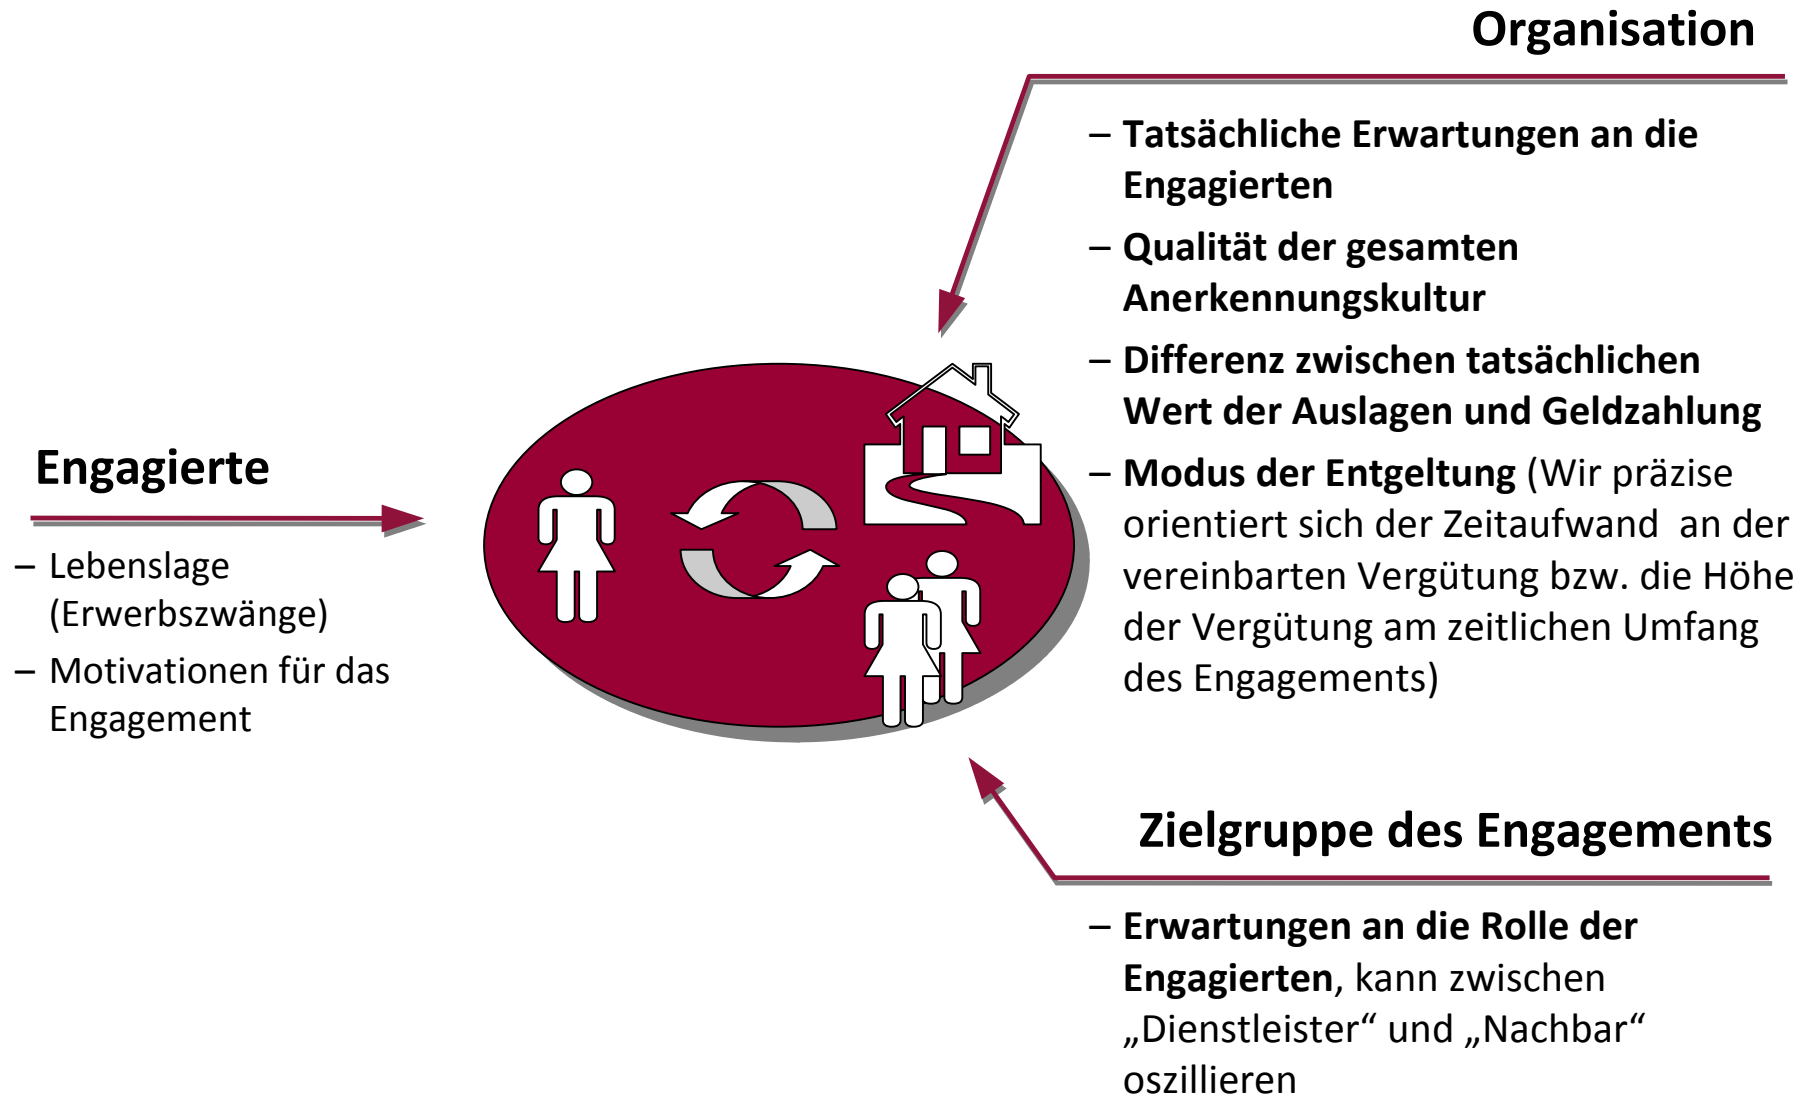 Organisation
– Tatsächliche Erwartungen an die
Engagierten
– Qualität der gesamten
Anerkennungskultur
– Differenz zwischen tatsächlichen
Wert der Auslagen und Geldzahlung
– Modus der Entgeltung (Wir präzise
orientiert sich der Zeitaufwand  an der
vereinbarten Vergütung bzw. die Höhe
der Vergütung am zeitlichen Umfang
des Engagements)
Engagierte
– Lebenslage
(Erwerbszwänge)
– Motivationen für das
Engagement
Zielgruppe des Engagements
– Erwartungen an die Rolle der
Engagierten, kann zwischen
„Dienstleister“ und „Nachbar“
oszillieren